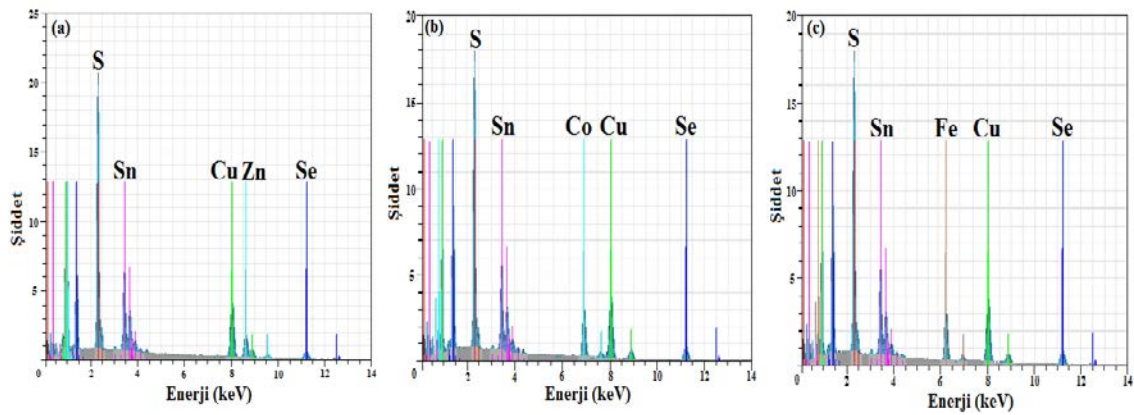 (a)
S
Sn
Cu Zn Se
25
20
15
10
5
Şiddet
0 2 4 6 8 10 12 14
Enerji (keV)
(b)
S
Sn Co Cu Se
20
15
10
5
Şiddet
0 2 4 6 8 10 12 14
Enerji (keV)
(c)
S
Sn Fe Cu Se
20
15
10
5
Şiddet
0 2 4 6 8 10 12 14
Enerji (keV)